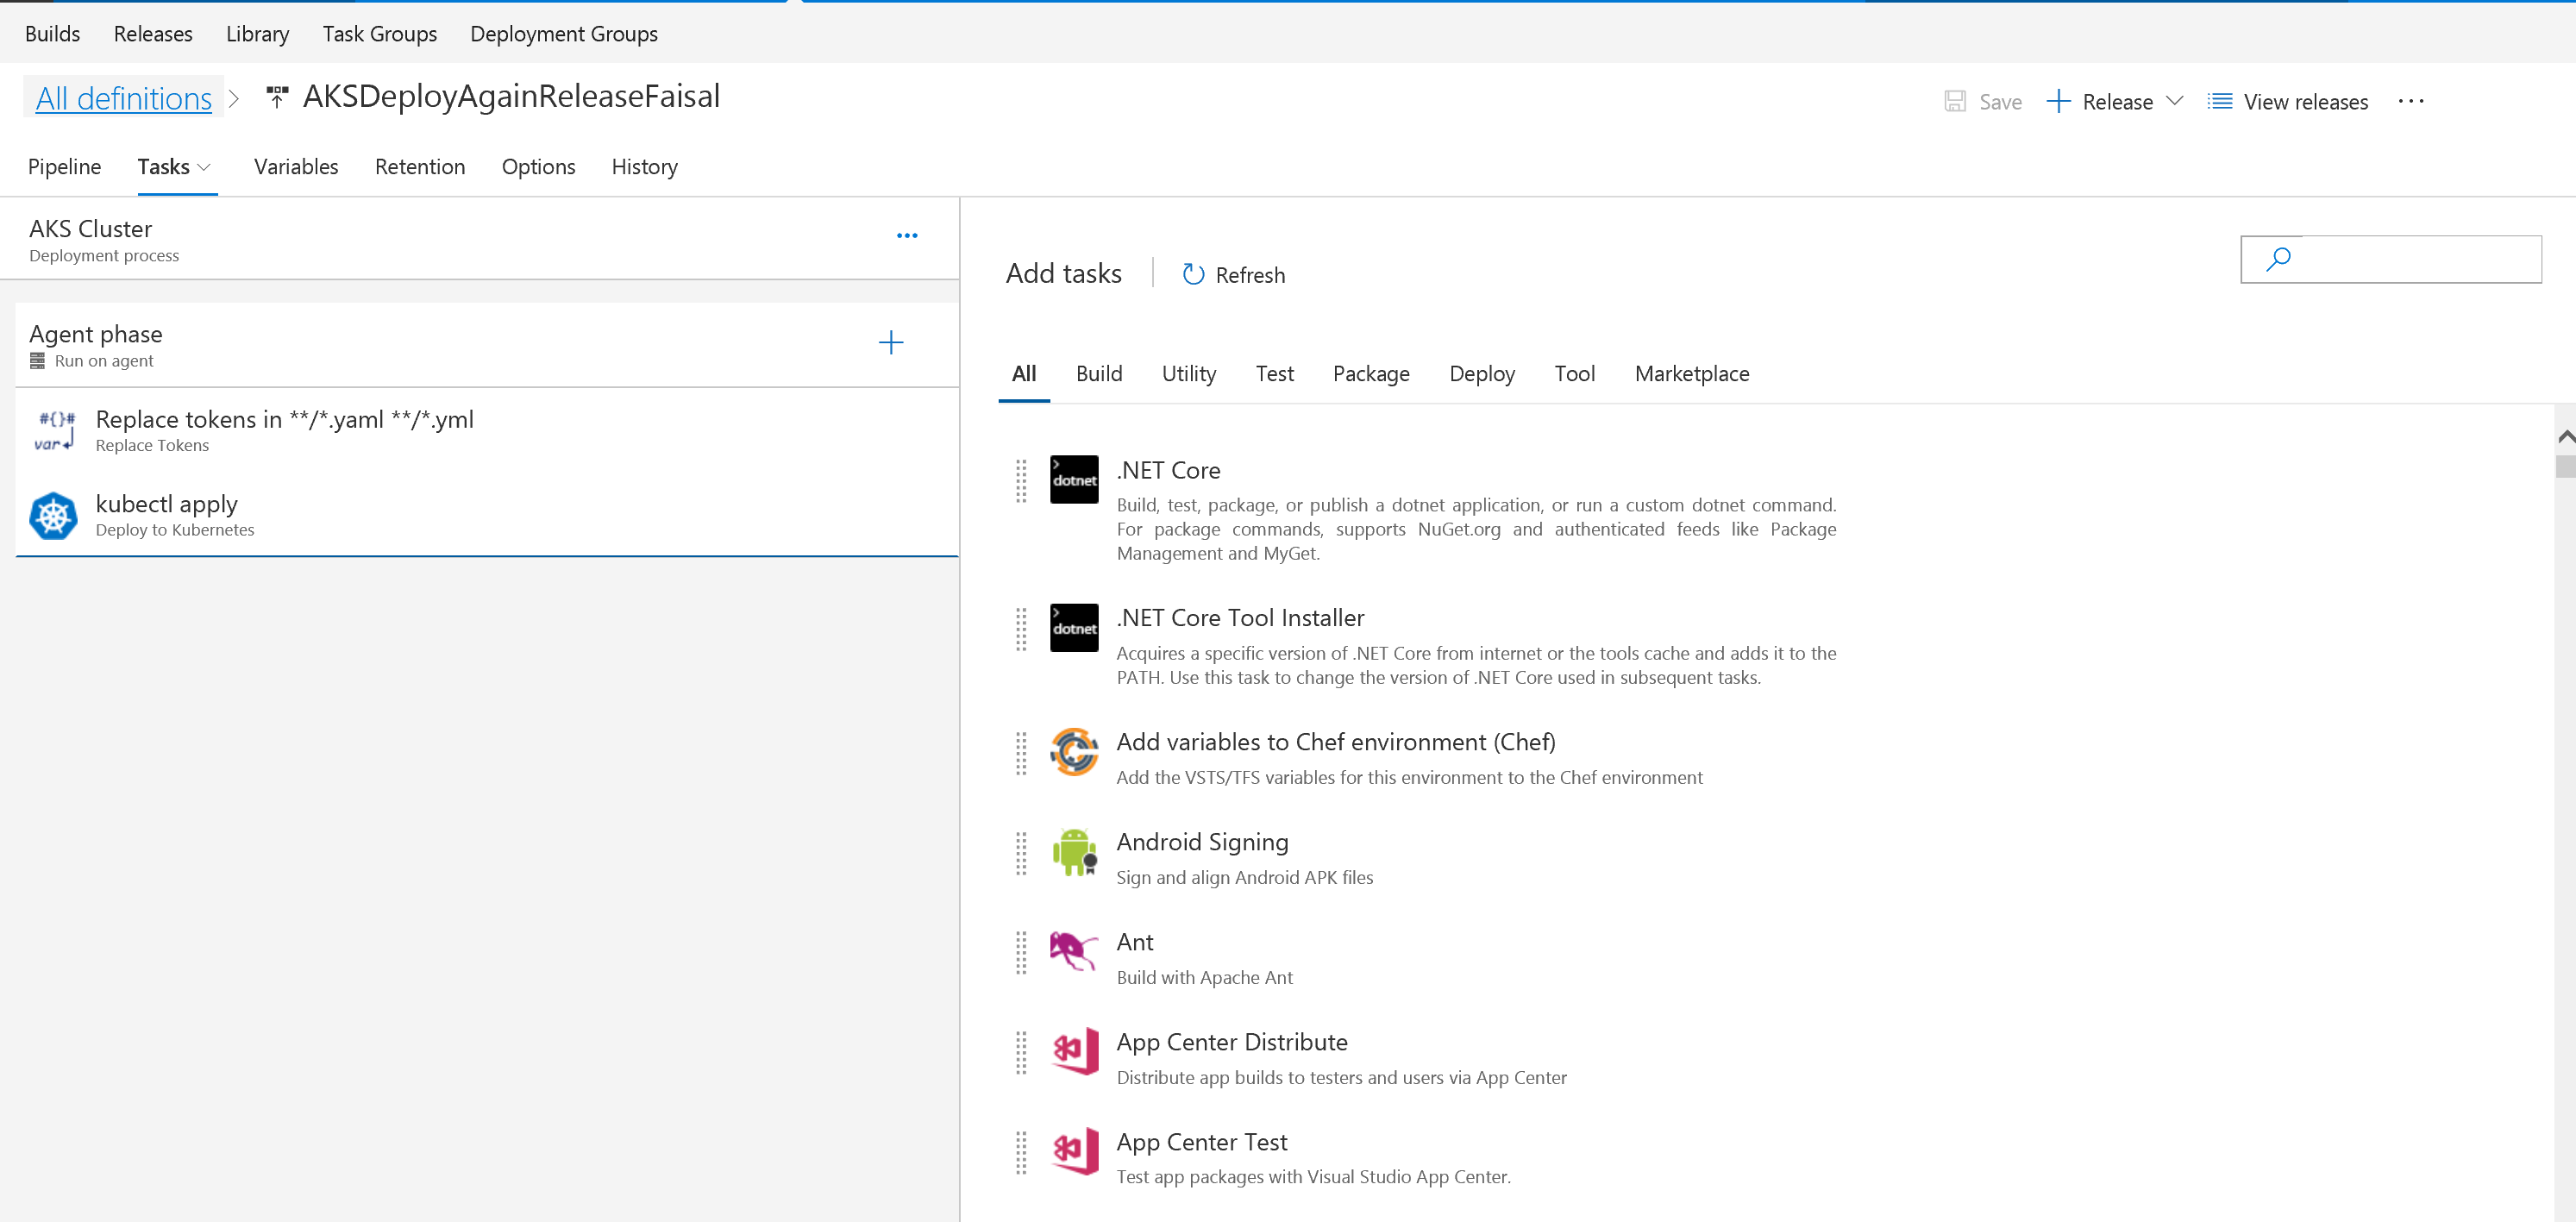 Builds Releases Library Task Groups Deployment Groups
All definitions AKSDeployAgainReleaseFaisal
Save Release View releases
Pipeline Tasks Variables Retention Options History
AKS Cluster
Deployment process
Agent phase
Run on agent
#{}#
var
Replace tokens in **/*.yaml **/*.yml
Replace Tokens
kubectl apply
Deploy to Kubernetes
Add tasks Refresh
All Build Utility Test Package Deploy Tool Marketplace
dotnet
.NET Core
Build, test, package, or publish a dotnet application, or run a custom dotnet command.
For package commands, supports NuGet.org and authenticated feeds like Package
Management and MyGet.
dotnet
.NET Core Tool Installer
Acquires a specific version of .NET Core from internet or the tools cache and adds it to the
PATH. Use this task to change the version of .NET Core used in subsequent tasks.
Add variables to Chef environment (Chef)
Add the VSTS/TFS variables for this environment to the Chef environment
Android Signing
Sign and align Android APK files
Ant
Build with Apache Ant
App Center Distribute
Distribute app builds to testers and users via App Center
App Center Test
Test app packages with Visual Studio App Center.